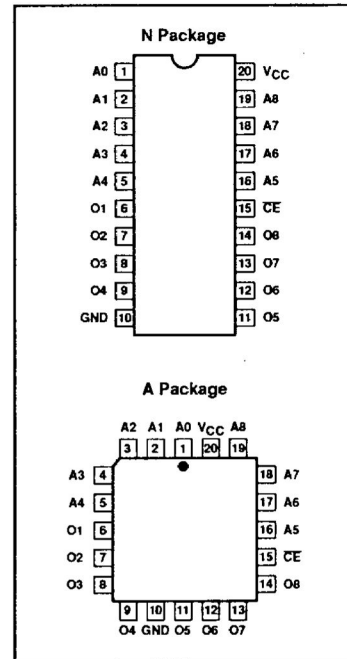 N Package
A0 1 20 VCC
A1 2 19 A8
A2 3 18 A7
A3 4 17 A6
A4 5 16 A5
O1 6 15 CE
O2 7 14 O8
O3 8 13 O7
O4 9 12 O6
GND 10 11 O5
A Package
A2 A1 A0 VCC A8
3 2 1 20 19
A3 4 18 A7
A4 5 17 A6
O1 6 16 A5
O2 7 15 CE
O3 8 14 O8
9 10 11 12 13
O4 GND O5 O6 O7